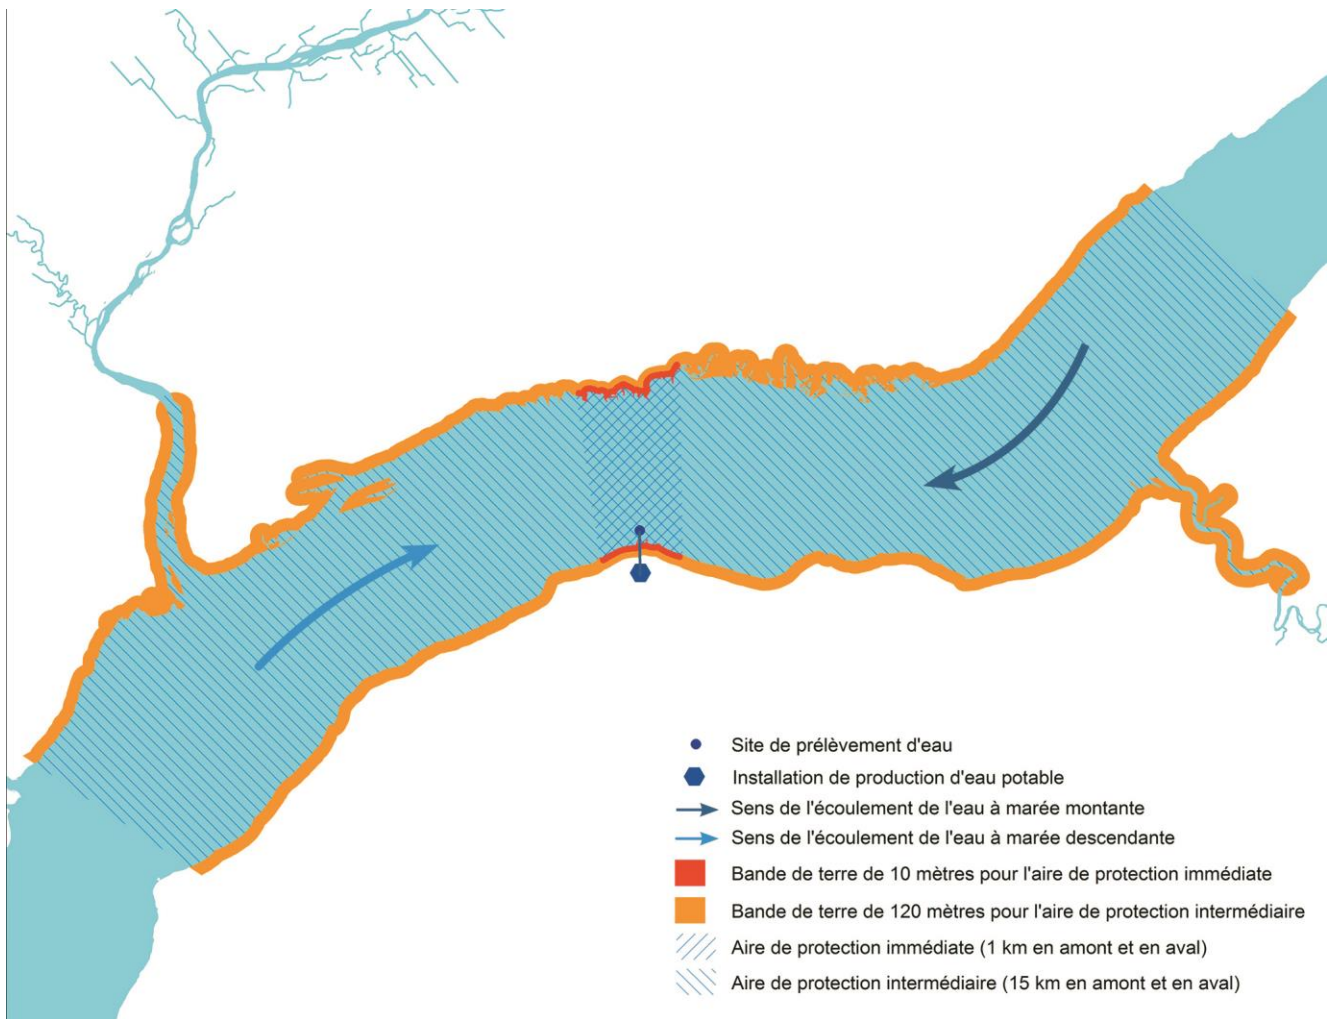 Site de prélèvement d'eau
Installation de production d'eau potable
Sens de l'écoulement de l'eau à marée montante
Sens de l'écoulement de l'eau à marée descendante
Bande de terre de 10 mètres pour l'aire de protection immédiate
Bande de terre de 120 mètres pour l'aire de protection intermédiaire
Aire de protection immédiate (1 km en amont et en aval)
Aire de protection intermédiaire (15 km en amont et en aval)